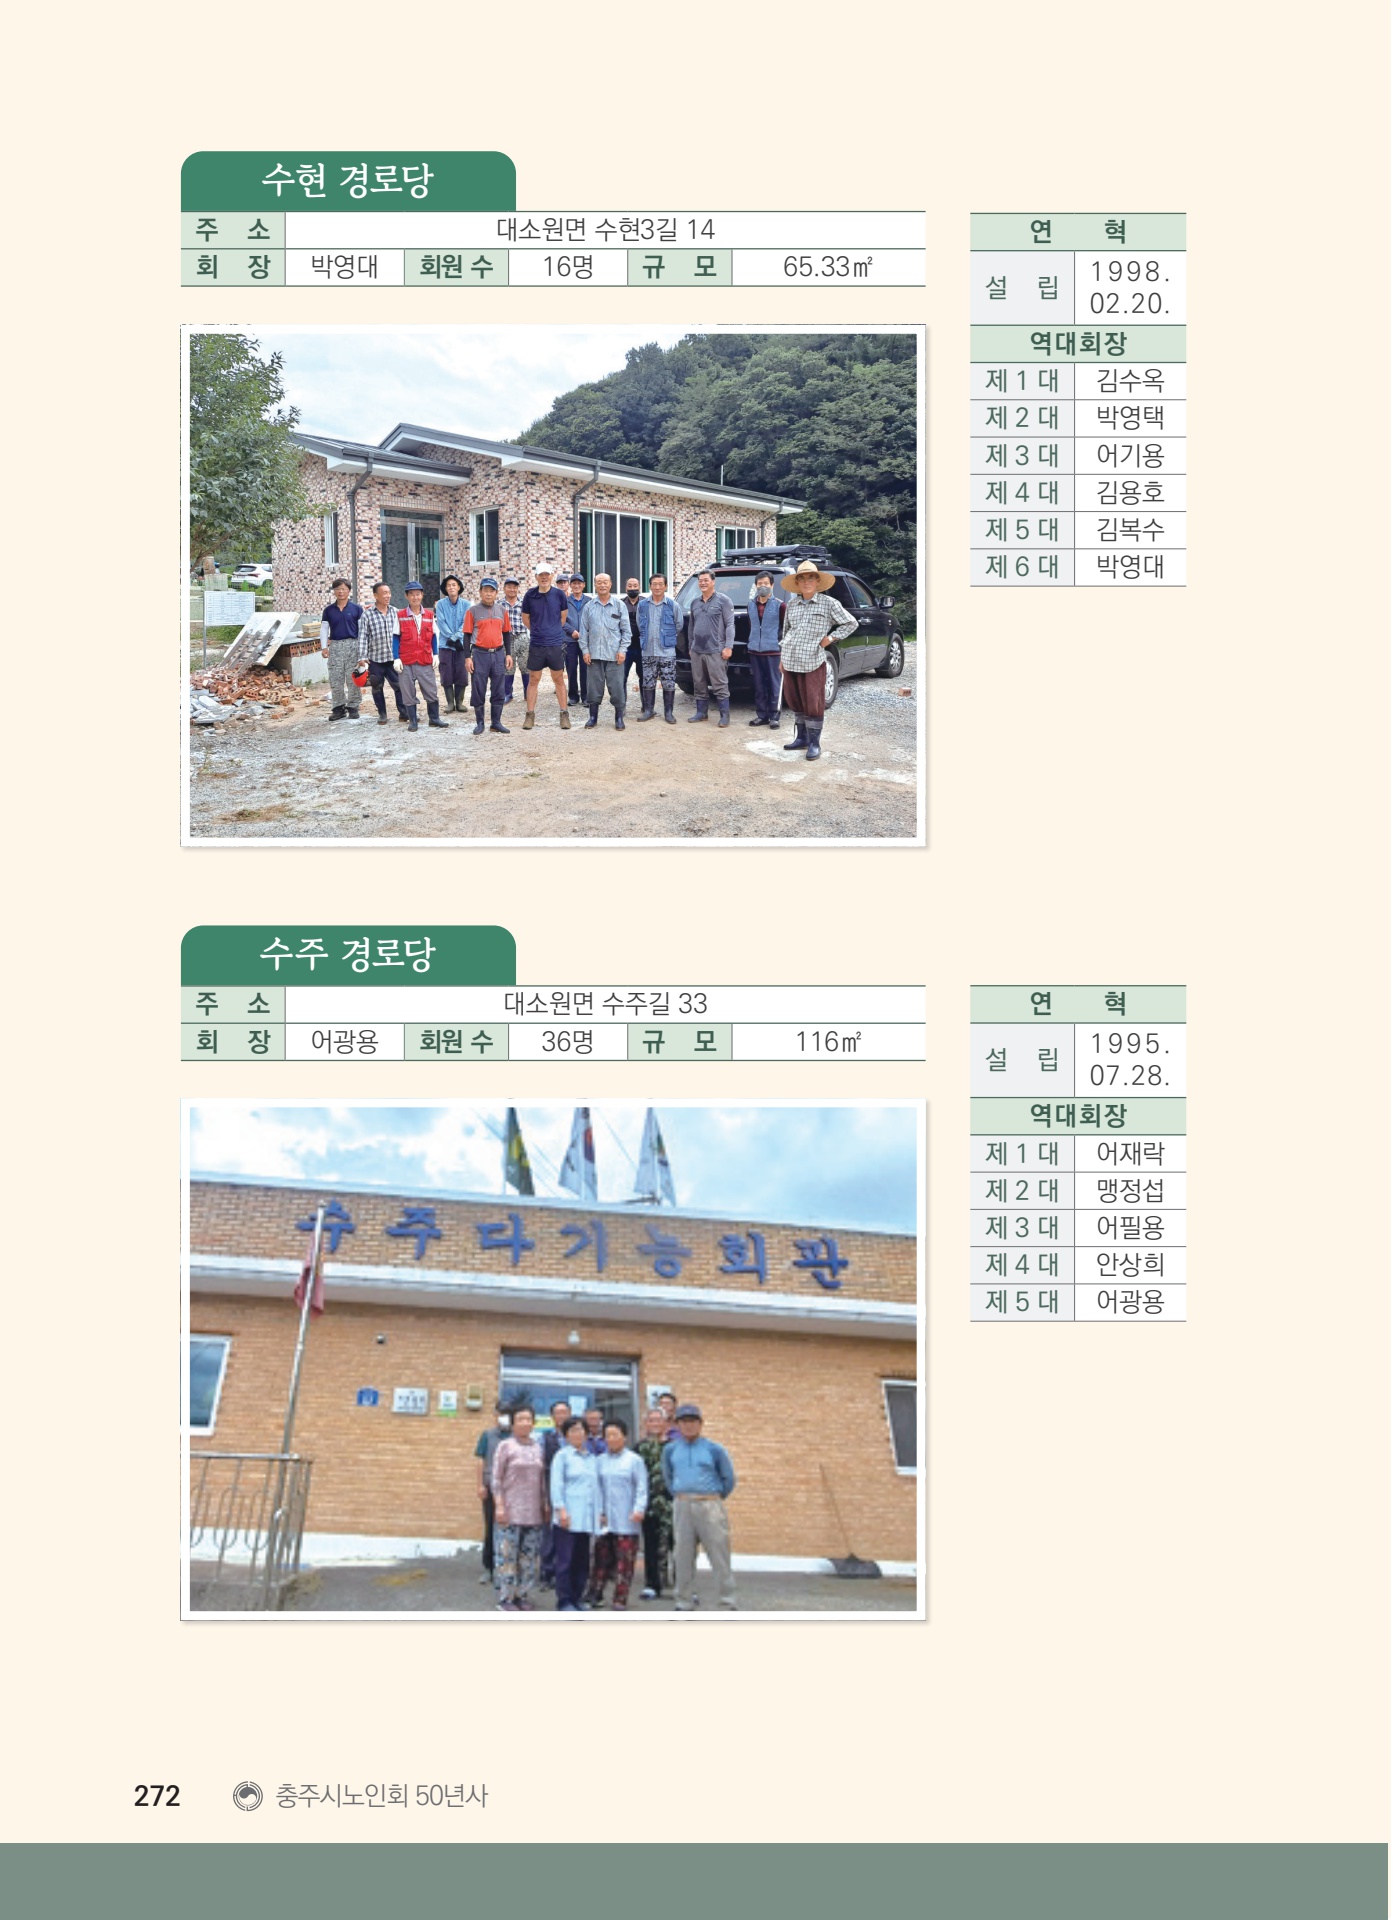 수현 경로당
주 소 대소원면 수현3길 14
회 장 박영대 회원 수 16명 규 모 65.33㎡
연 혁
설 립 1998. 02.20.
역대회장
제 1 대 김수옥
제 2 대 박영택
제 3 대 어기용
제 4 대 김용호
제 5 대 김복수
제 6 대 박영대
수주 경로당
주 소 대소원면 수주길 33
회 장 어광용 회원 수 36명 규 모 116㎡
연 혁
설 립 1995. 07.28.
역대회장
제 1 대 어재락
제 2 대 맹정섭
제 3 대 어필용
제 4 대 안상희
제 5 대 어광용
수주다기능회관
272 충주시노인회 50년사